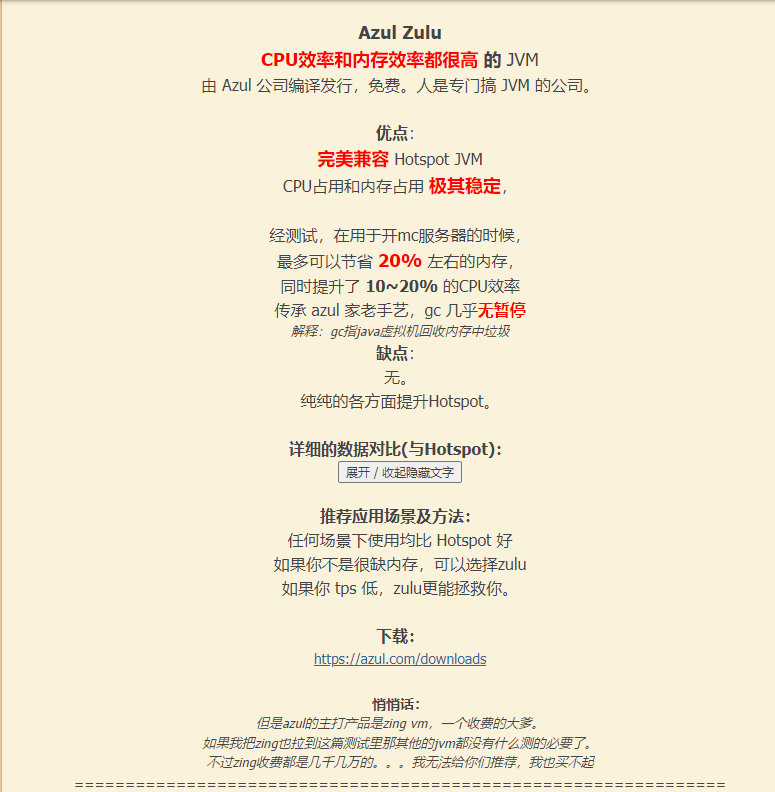 Azul Zulu
CPU效率和内存效率都很高 的 JVM
由 Azul 公司编译发行，免费。人是专门搞 JVM 的公司。
优点：
完美兼容 Hotspot JVM
CPU占用和内存占用 极其稳定，
经测试，在用于开mc服务器的时候，
最多可以节省 20% 左右的内存，
同时提升了 10~20% 的CPU效率
传承 azul 家老手艺，gc 几乎无暂停
解释：gc指java虚拟机回收内存中垃圾
缺点：
无。
纯纯的各方面提升Hotspot。
详细的数据对比(与Hotspot)：
展开 / 收起隐藏文字
推荐应用场景及方法：
任何场景下使用均比 Hotspot 好
如果你不是很缺内存，可以选择zulu
如果你 tps 低，zulu更能拯救你。
下载：
https://azul.com/downloads
悄悄话：
但是azul的主打产品是zing vm，一个收费的大爹。
如果我把zing也拉到这篇测试里那其他的jvm都没有什么测的必要了。
不过zing收费都是几千几万的。。。我无法给你们推荐，我也买不起
================================================================